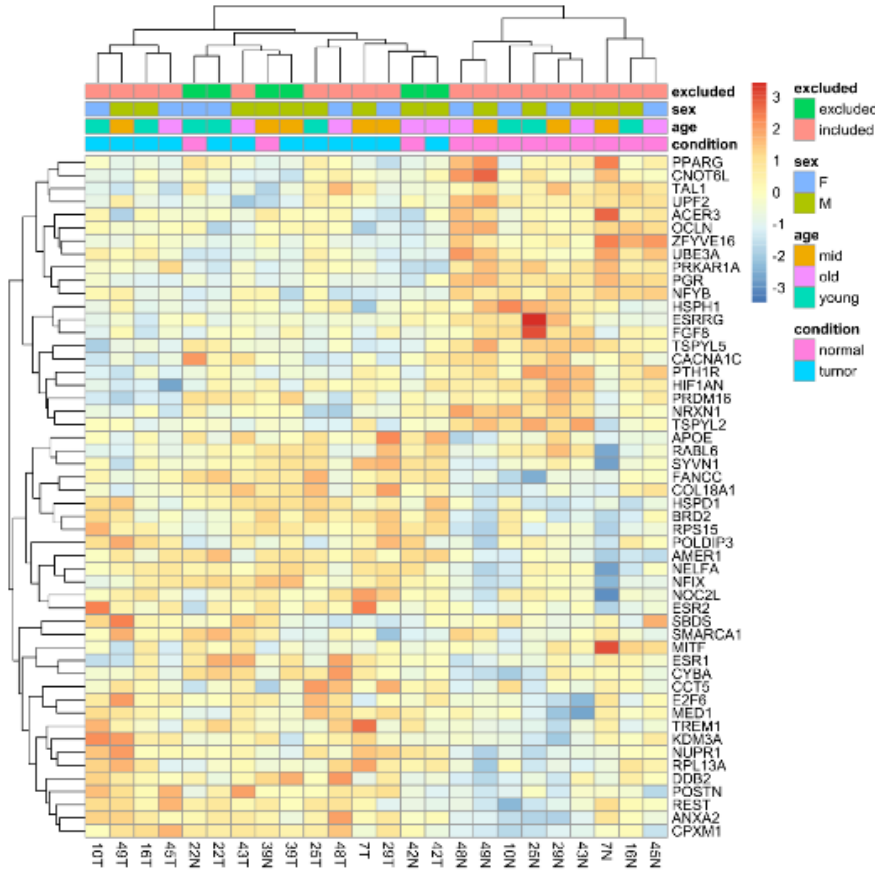 excluded
sex
age
condition
PPARG
CNOT6L
TAL1
UPF2
ACER3
OCLN
ZFYVE16
UBE3A
PRKAR1A
PGR
NFYB
HSPH1
ESRRG
FGF8
TSPYL5
CACNA1C
PTH1R
HIF1AN
PRDM16
NRXN1
TSPYL2
APOE
RABL6
SYVN1
FANCC
COL18A1
HSPD1
BRD2
RPS15
POLDIP3
AMER1
NELFA
NFIX
NOC2L
ESR2
SBDS
SMARCA1
MITF
ESR1
CYBA
CCT5
E2F6
MED1
TREM1
KDM3A
NUPR1
RPL13A
DDB2
POSTN
REST
ANXA2
CPXM1
10T 49T 16T 45T 22N 22T 43T 39N 39T 25T 48T 7T 29T 42N 42T 48N 49N 10N 25N 29N 43N 7N 16N 45N
3
2
1
0
-1
-2
-3
excluded
excluded
included
sex
F
M
age
mid
old
young
condition
normal
tumor